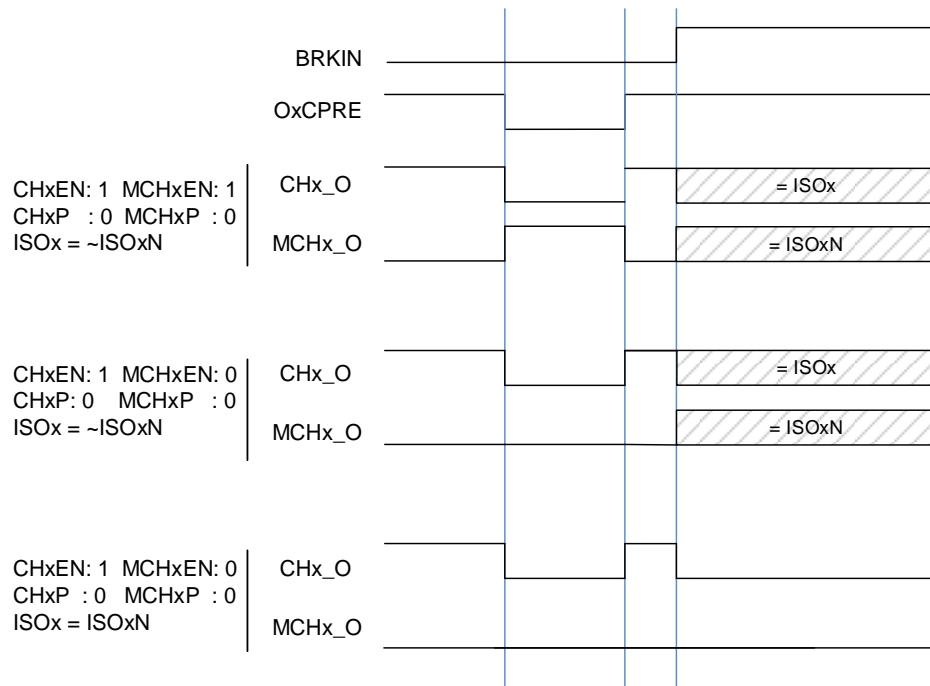 BRKIN
OxCPRE
CHxEN: 1 MCHxEN: 1
CHxP : 0 MCHxP : 0
ISOx = ~ISOxN
CHx_O
= ISOx
MCHx_O
= ISOxN
CHxEN: 1 MCHxEN: 0
CHxP: 0 MCHxP : 0
ISOx = ~ISOxN
CHx_O
= ISOx
MCHx_O
= ISOxN
CHxEN: 1 MCHxEN: 0
CHxP : 0 MCHxP : 0
ISOx = ISOxN
CHx_O
MCHx_O